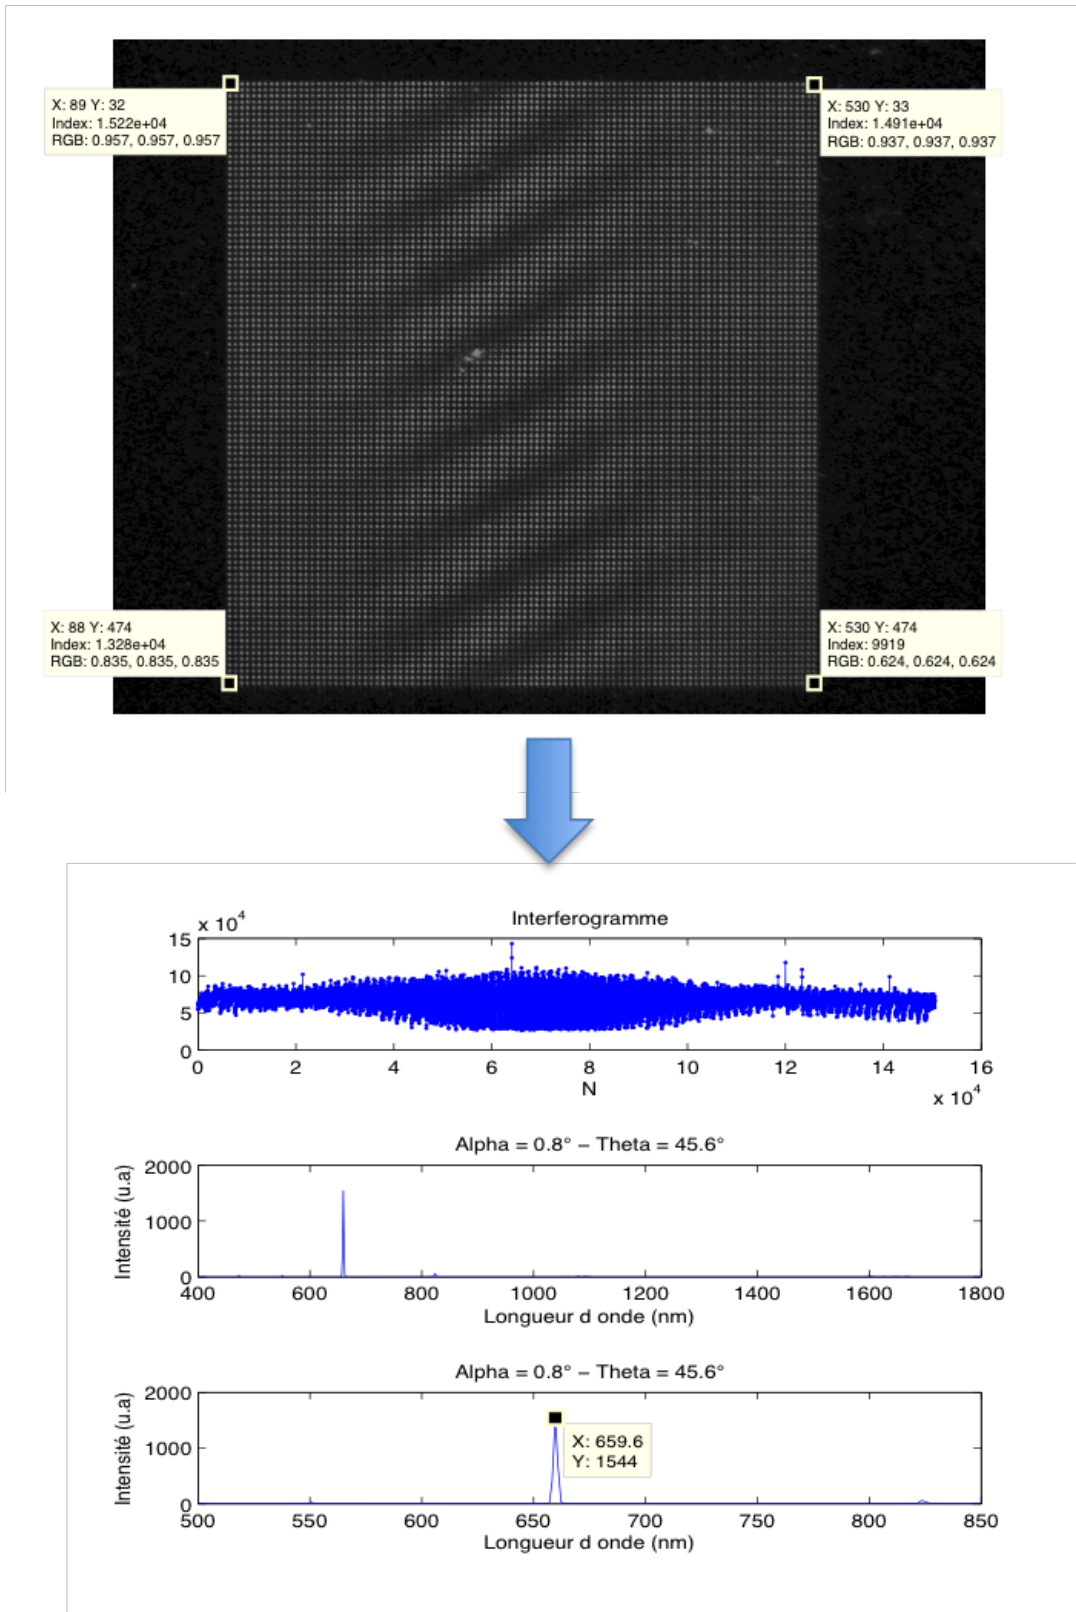 X: 89 Y: 32
Index: 1.522e+04
RGB: 0.957, 0.957, 0.957
X: 530 Y: 33
Index: 1.491e+04
RGB: 0.937, 0.937, 0.937
X: 88 Y: 474
Index: 1.328e+04
RGB: 0.835, 0.835, 0.835
X: 530 Y: 474
Index: 9919
RGB: 0.624, 0.624, 0.624
x 10⁴
Interferogramme
15
10
5
0
0 2 4 6 8 10 12 14 16
N
x 10⁴
Alpha = 0.8° – Theta = 45.6°
Intensité (u.a)
2000
1000
0
400 600 800 1000 1200 1400 1600 1800
Longueur d onde (nm)
Alpha = 0.8° – Theta = 45.6°
Intensité (u.a)
2000
1000
0
X: 659.6
Y: 1544
500 550 600 650 700 750 800 850
Longueur d onde (nm)